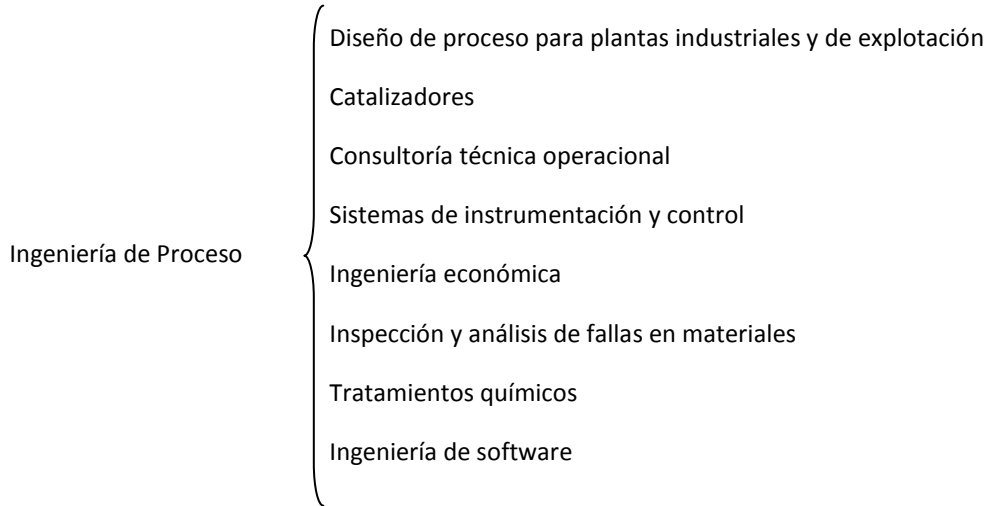 Diseño de proceso para plantas industriales y de explotación
Catalizadores
Consultoría técnica operacional
Sistemas de instrumentación y control
Ingeniería de Proceso
Ingeniería económica
Inspección y análisis de fallas en materiales
Tratamientos químicos
Ingeniería de software